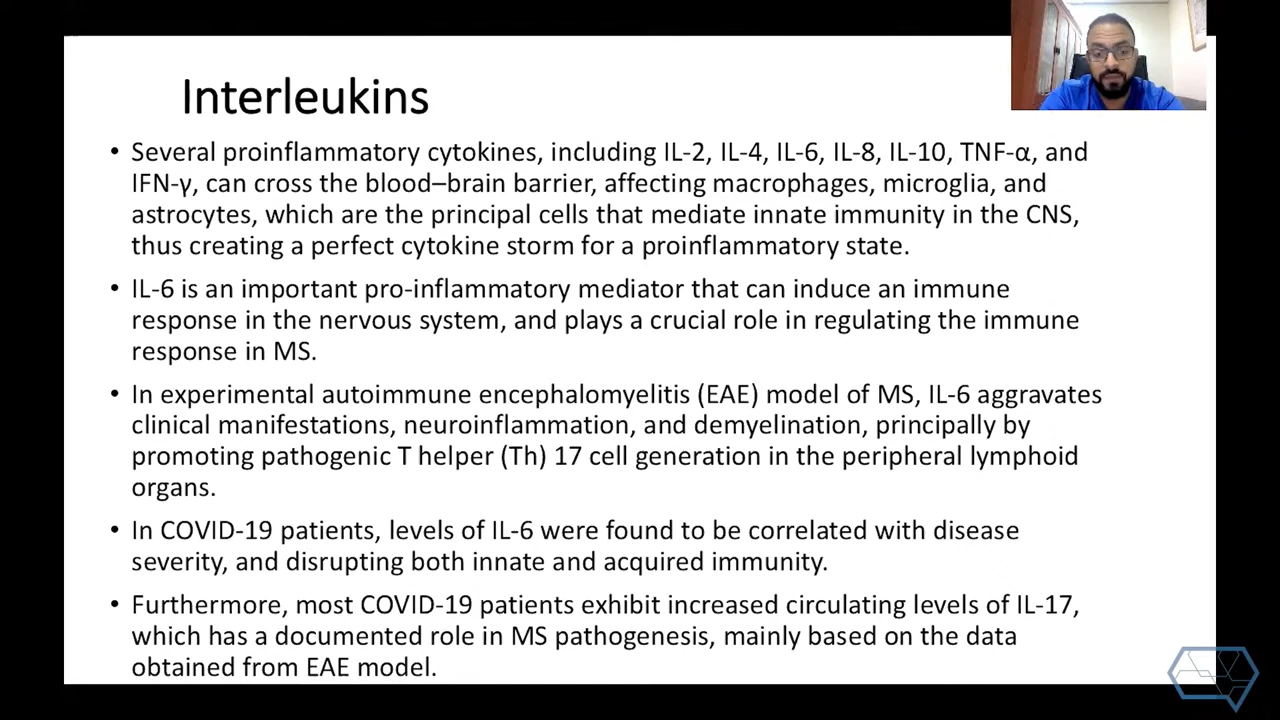 Interleukins
• Several proinflammatory cytokines, including IL-2, IL-4, IL-6, IL-8, IL-10, TNF-α, and
IFN-γ, can cross the blood–brain barrier, affecting macrophages, microglia, and
astrocytes, which are the principal cells that mediate innate immunity in the CNS,
thus creating a perfect cytokine storm for a proinflammatory state.
• IL-6 is an important pro-inflammatory mediator that can induce an immune
response in the nervous system, and plays a crucial role in regulating the immune
response in MS.
• In experimental autoimmune encephalomyelitis (EAE) model of MS, IL-6 aggravates
clinical manifestations, neuroinflammation, and demyelination, principally by
promoting pathogenic T helper (Th) 17 cell generation in the peripheral lymphoid
organs.
• In COVID-19 patients, levels of IL-6 were found to be correlated with disease
severity, and disrupting both innate and acquired immunity.
• Furthermore, most COVID-19 patients exhibit increased circulating levels of IL-17,
which has a documented role in MS pathogenesis, mainly based on the data
obtained from EAE model.